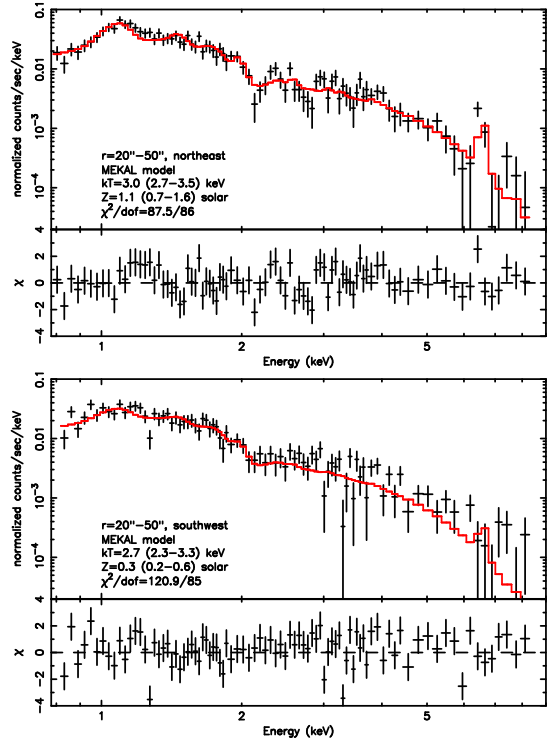 0.1
0.01
10⁻³
10⁻⁴
normalized counts/sec/keV
r=20"−50", northeast
MEKAL model
kT=3.0 (2.7−3.5) keV
Z=1.1 (0.7−1.6) solar
χ²/dof=87.5/86
2
0
−2
−4
χ
1 2 5
Energy (keV)
0.1
0.01
10⁻³
10⁻⁴
normalized counts/sec/keV
r=20"−50", southwest
MEKAL model
kT=2.7 (2.3−3.3) keV
Z=0.3 (0.2−0.6) solar
χ²/dof=120.9/85
4
2
0
−2
−4
χ
1 2 5
Energy (keV)